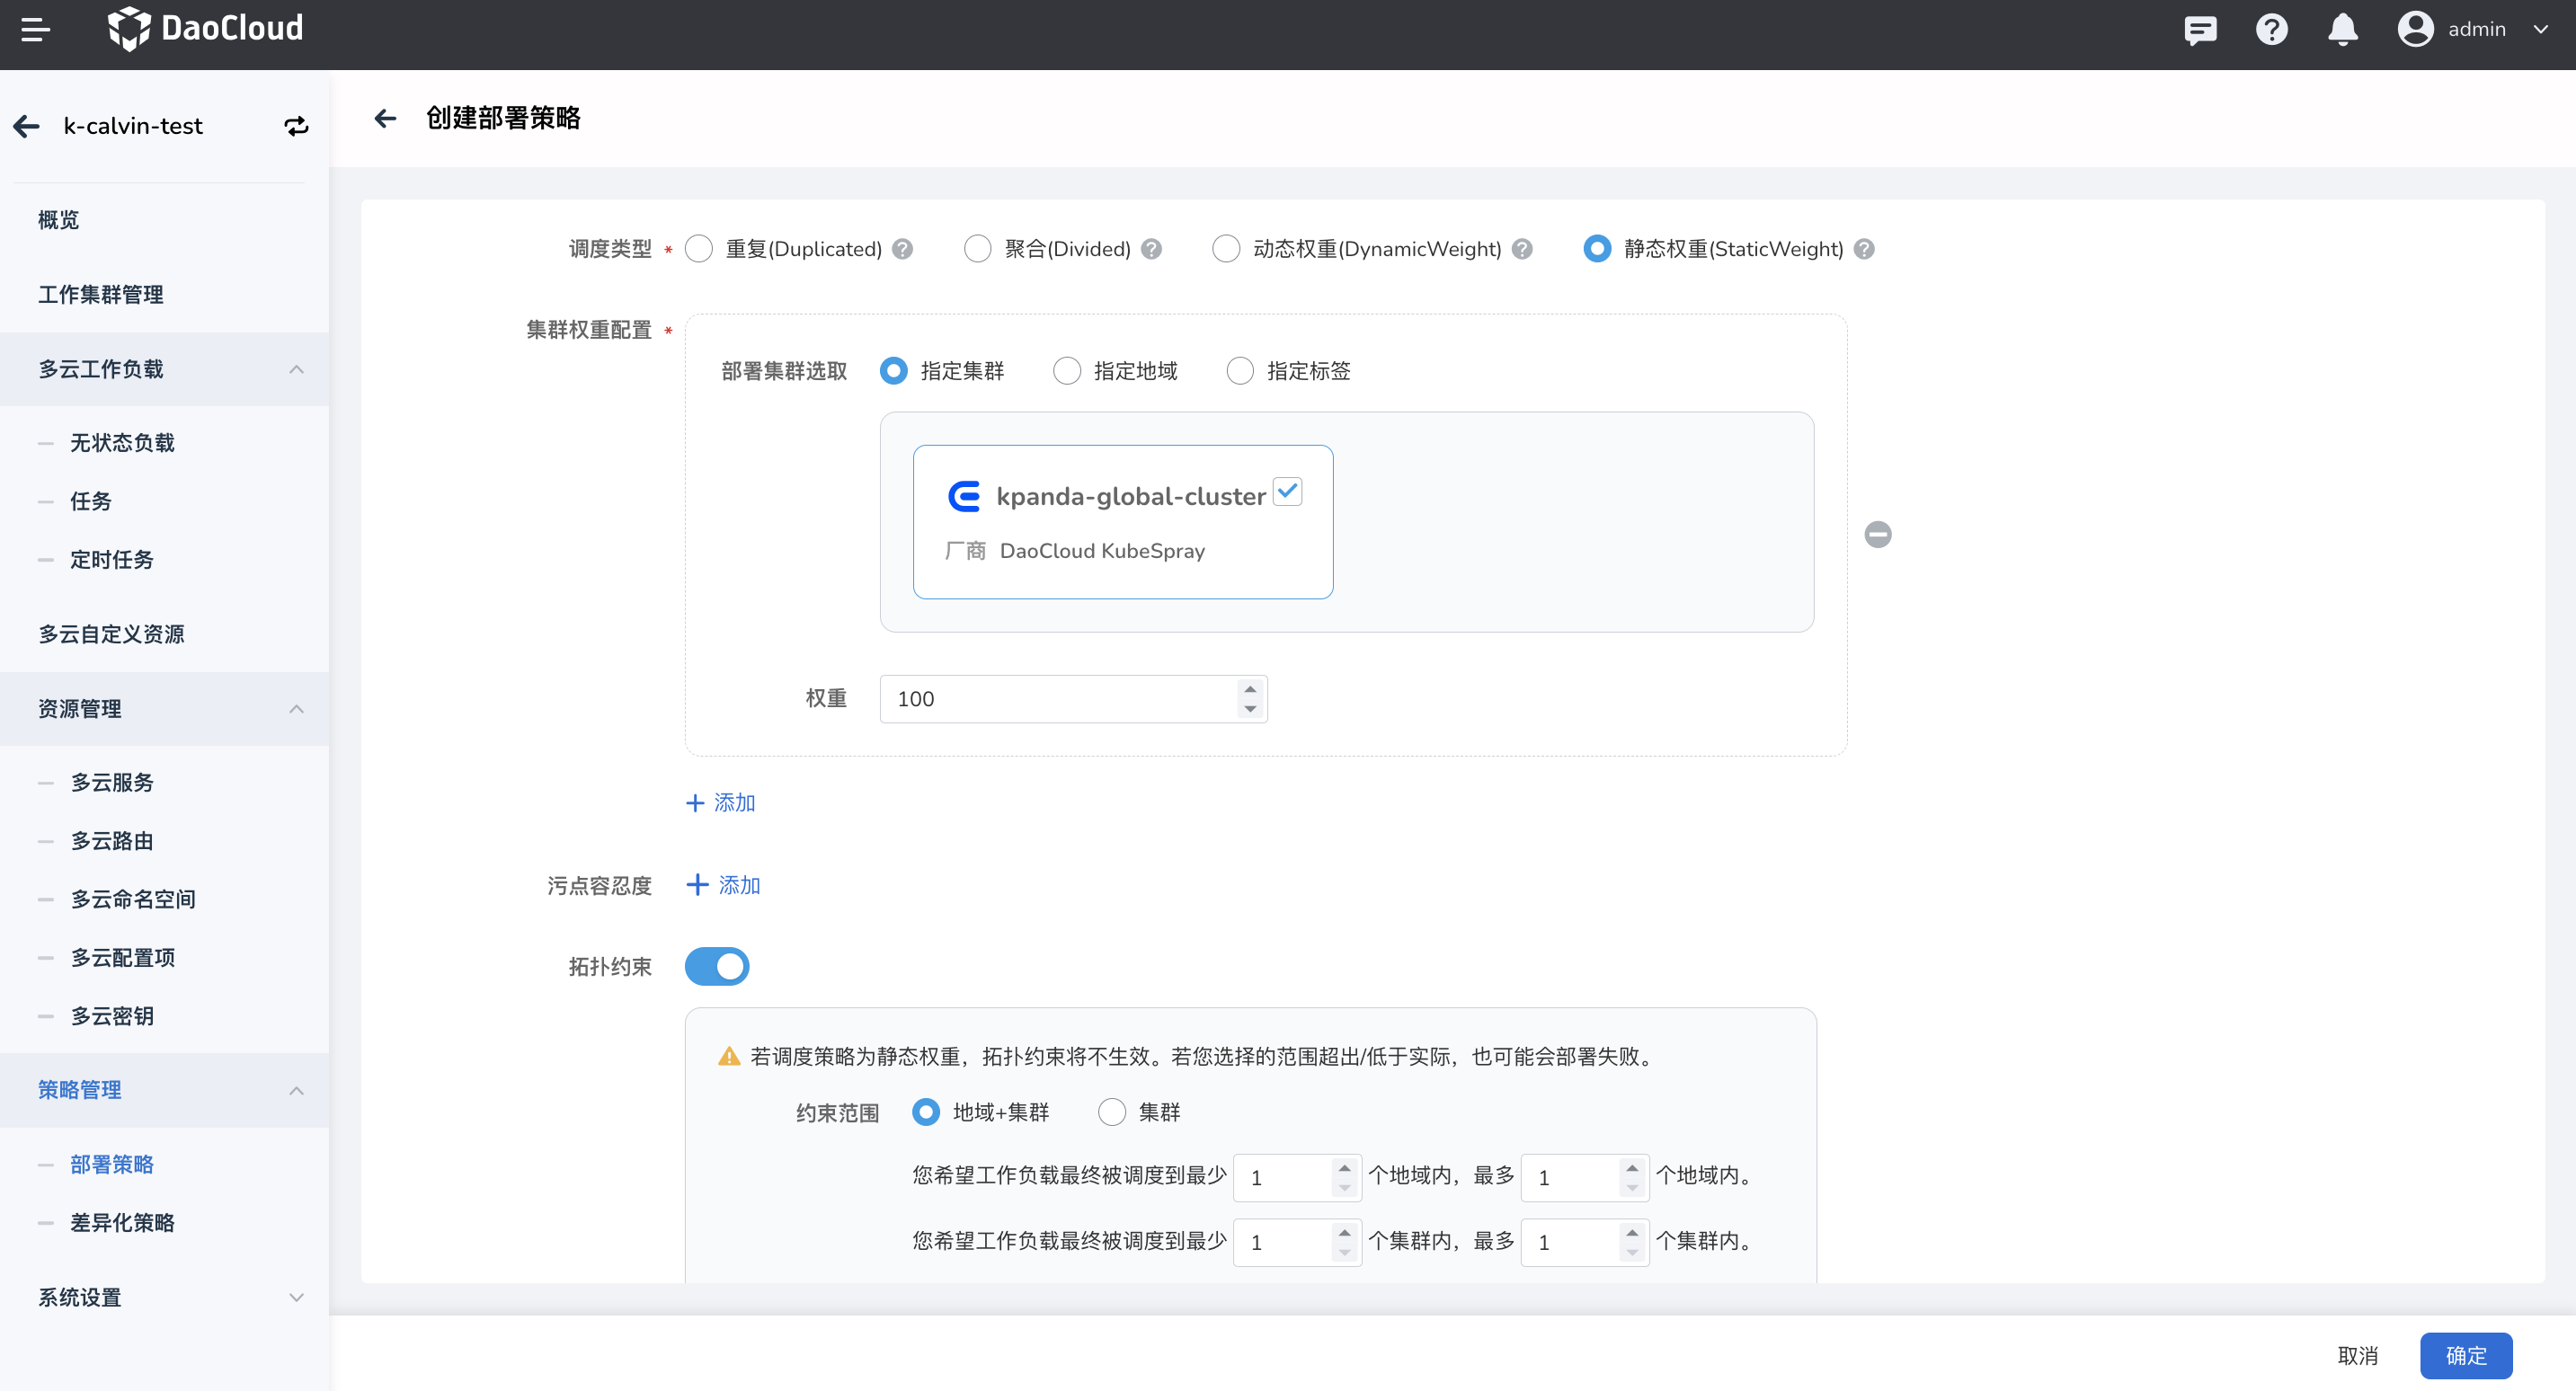 DaoCloud
admin
k-calvin-test
概览
工作集群管理
多云工作负载
无状态负载
任务
定时任务
多云自定义资源
资源管理
多云服务
多云路由
多云命名空间
多云配置项
多云密钥
策略管理
部署策略
差异化策略
系统设置
创建部署策略
调度类型 * 重复(Duplicated) ? 聚合(Divided) ? 动态权重(DynamicWeight) ? 静态权重(StaticWeight) ?
集群权重配置 *
部署集群选取 指定集群 指定地域 指定标签
kpanda-global-cluster
厂商 DaoCloud KubeSpray
权重 100
+ 添加
污点容忍度 + 添加
拓扑约束
若调度策略为静态权重，拓扑约束将不生效。若您选择的范围超出/低于实际，也可能会部署失败。
约束范围 地域+集群 集群
您希望工作负载最终被调度到最少 1 个地域内，最多 1 个地域内。
您希望工作负载最终被调度到最少 1 个集群内，最多 1 个集群内。
取消 确定